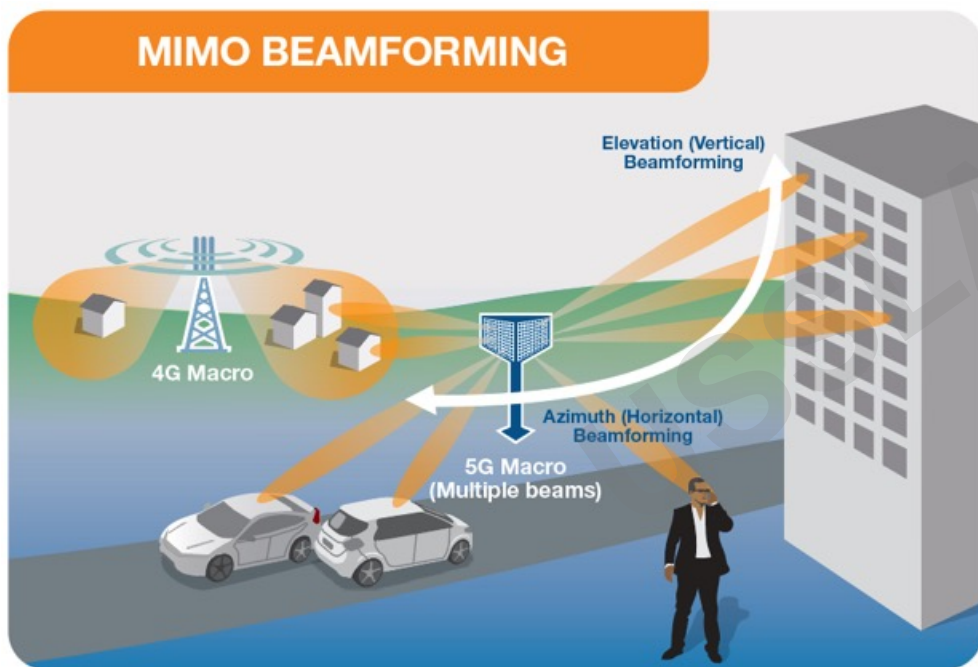 MIMO BEAMFORMING
Elevation (Vertical)
Beamforming
4G Macro
Azimuth (Horizontal)
Beamforming
5G Macro
(Multiple beams)